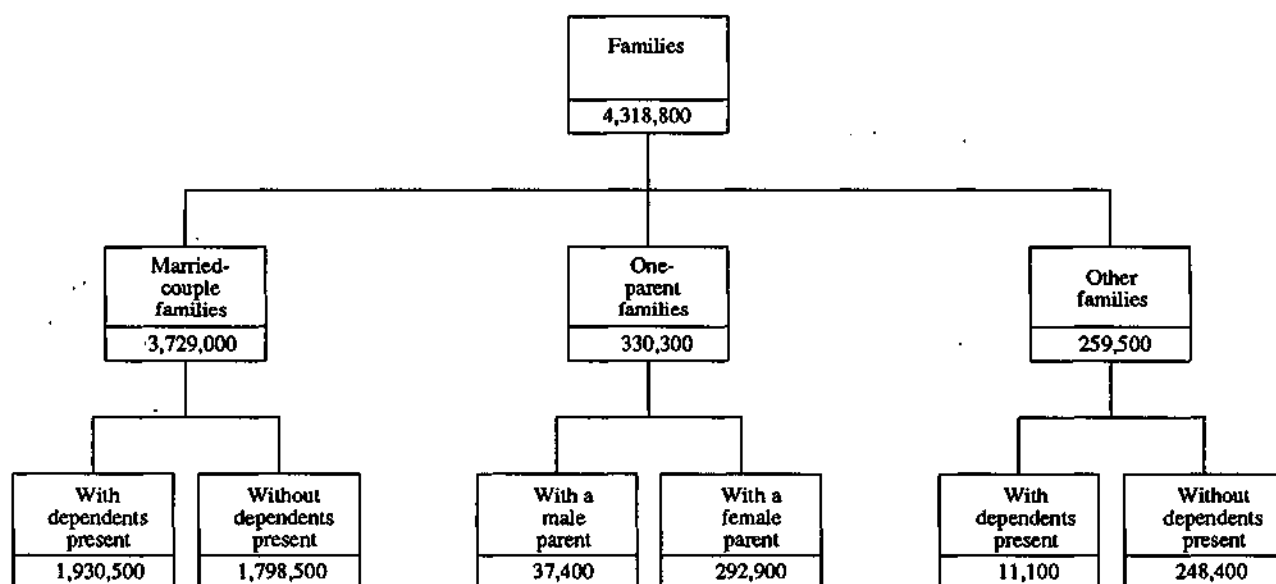 Families
4,318,800
Married-
couple
families
3,729,000
One-
parent
families
330,300
Other
families
259,500
With
dependents
present
1,930,500
Without
dependents
present
1,798,500
With a
male
parent
37,400
With a
female
parent
292,900
With
dependents
present
11,100
Without
dependents
present
248,400